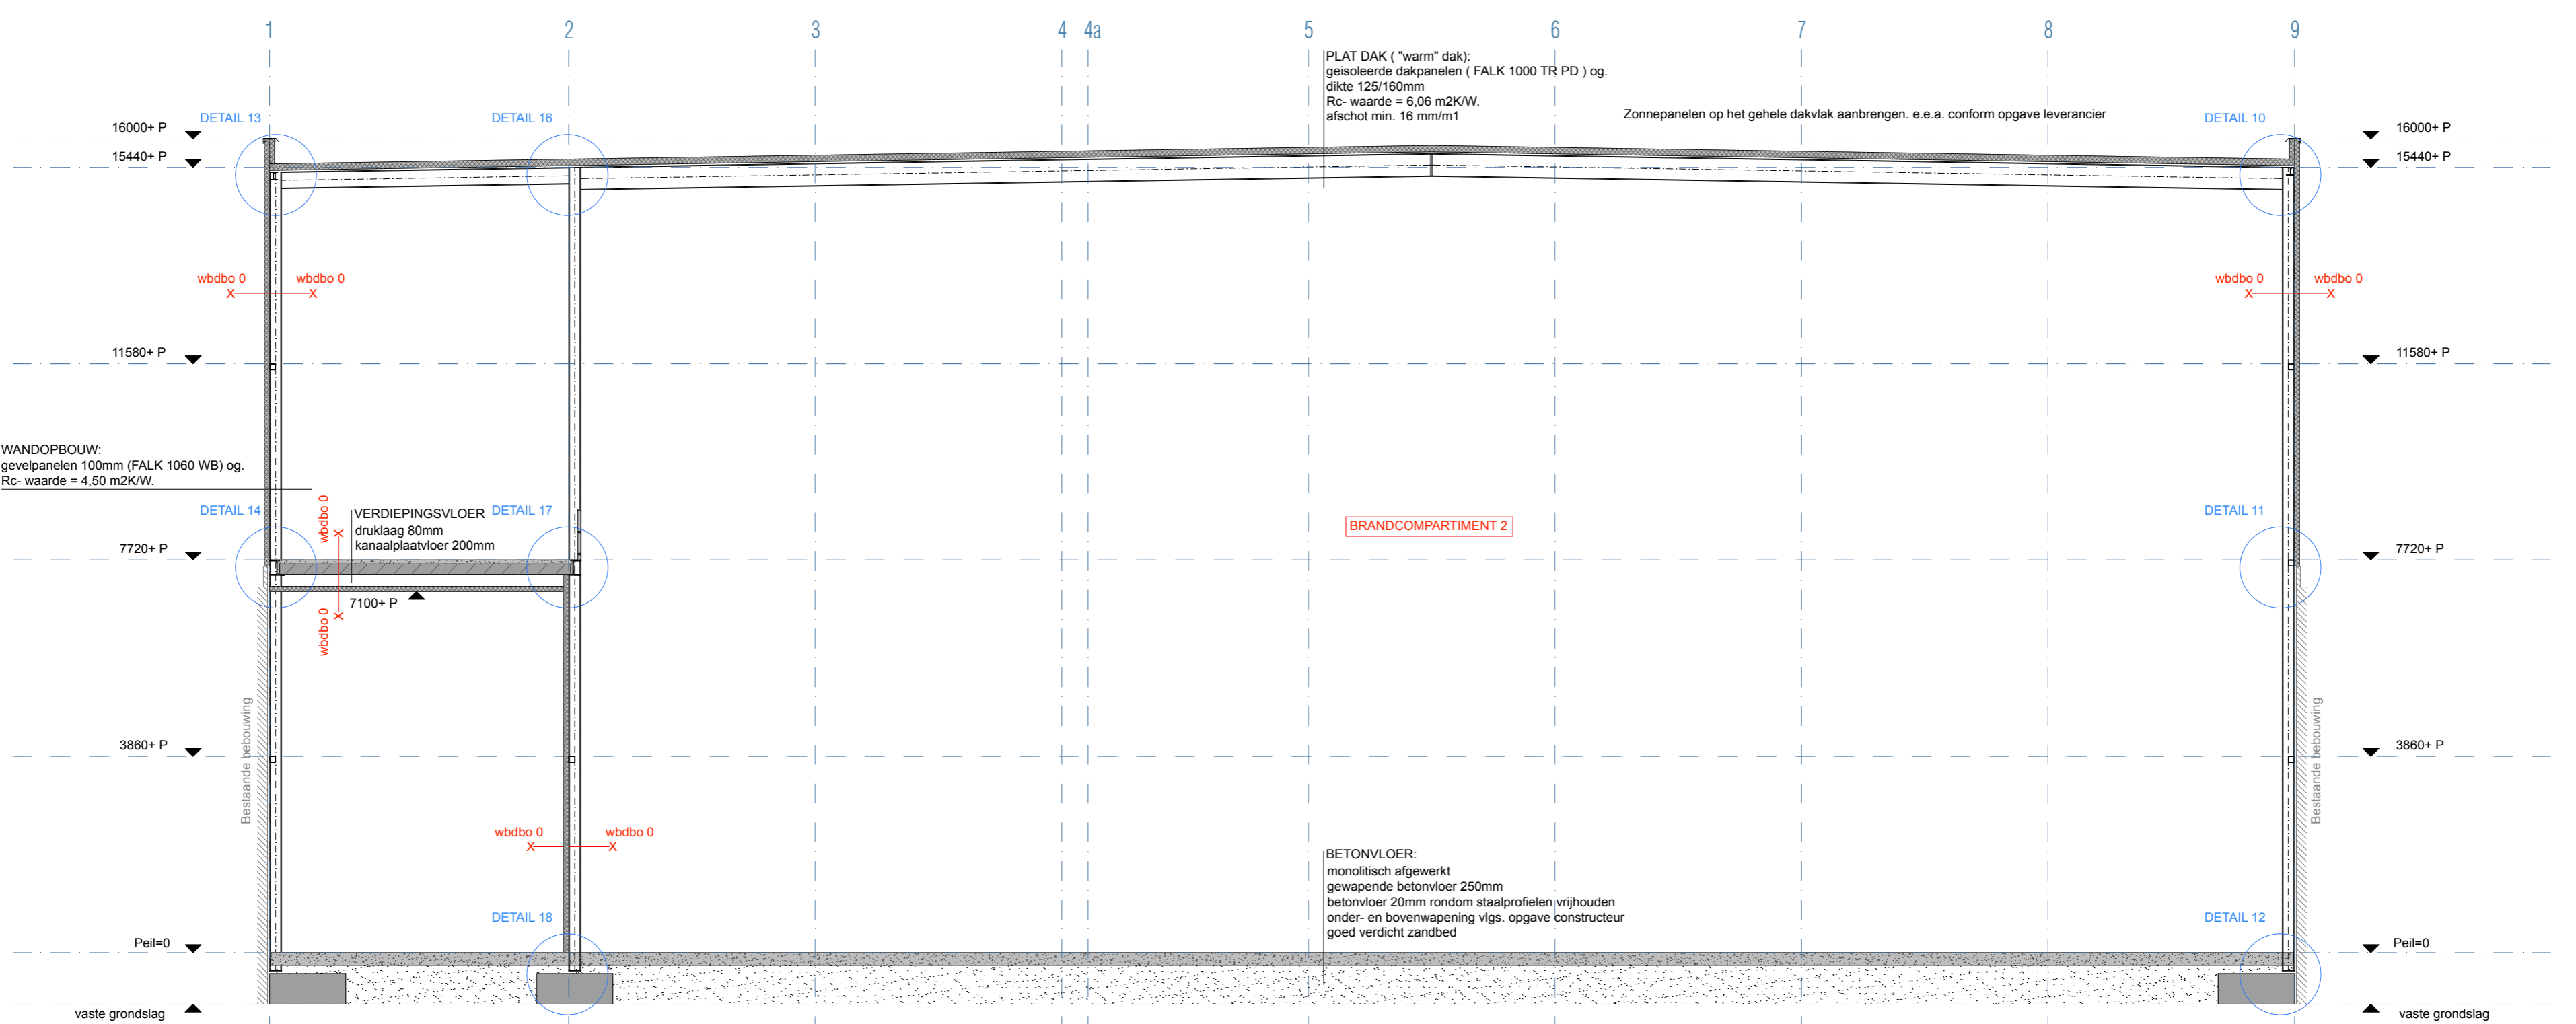 1
2
3
4
4a
5
6
7
8
9
PLAT DAK ( "warm" dak):
geisoleerde dakpanelen ( FALK 1000 TR PD ) og.
dikte 125/160mm
Rc- waarde = 6,06 m2K/W.
afschot min. 16 mm/m1
Zonnepanelen op het gehele dakvlak aanbrengen. e.e.a. conform opgave leverancier
DETAIL 13
DETAIL 16
DETAIL 10
16000+ P
16000+ P
15440+ P
15440+ P
wbdbo 0
wbdbo 0
wbdbo 0
wbdbo 0
11580+ P
11580+ P
WANDOPBOUW:
gevelpanelen 100mm (FALK 1060 WB) og.
Rc- waarde = 4,50 m2K/W.
DETAIL 14
wbdbo 0
VERDIEPINGSVLOER
druklaag 80mm
kanaalplaatvloer 200mm
DETAIL 17
BRANDCOMPARTIMENT 2
DETAIL 11
7720+ P
7720+ P
7100+ P
wbdbo 0
Bestaande bebouwing
Bestaande bebouwing
3860+ P
3860+ P
wbdbo 0
wbdbo 0
BETONVLOER:
monolitisch afgewerkt
gewapende betonvloer 250mm
betonvloer 20mm rondom staalprofielen vrijhouden
onder- en bovenwapening vlgs. opgave constructeur
goed verdicht zandbed
DETAIL 18
DETAIL 12
Peil=0
Peil=0
vaste grondslag
vaste grondslag